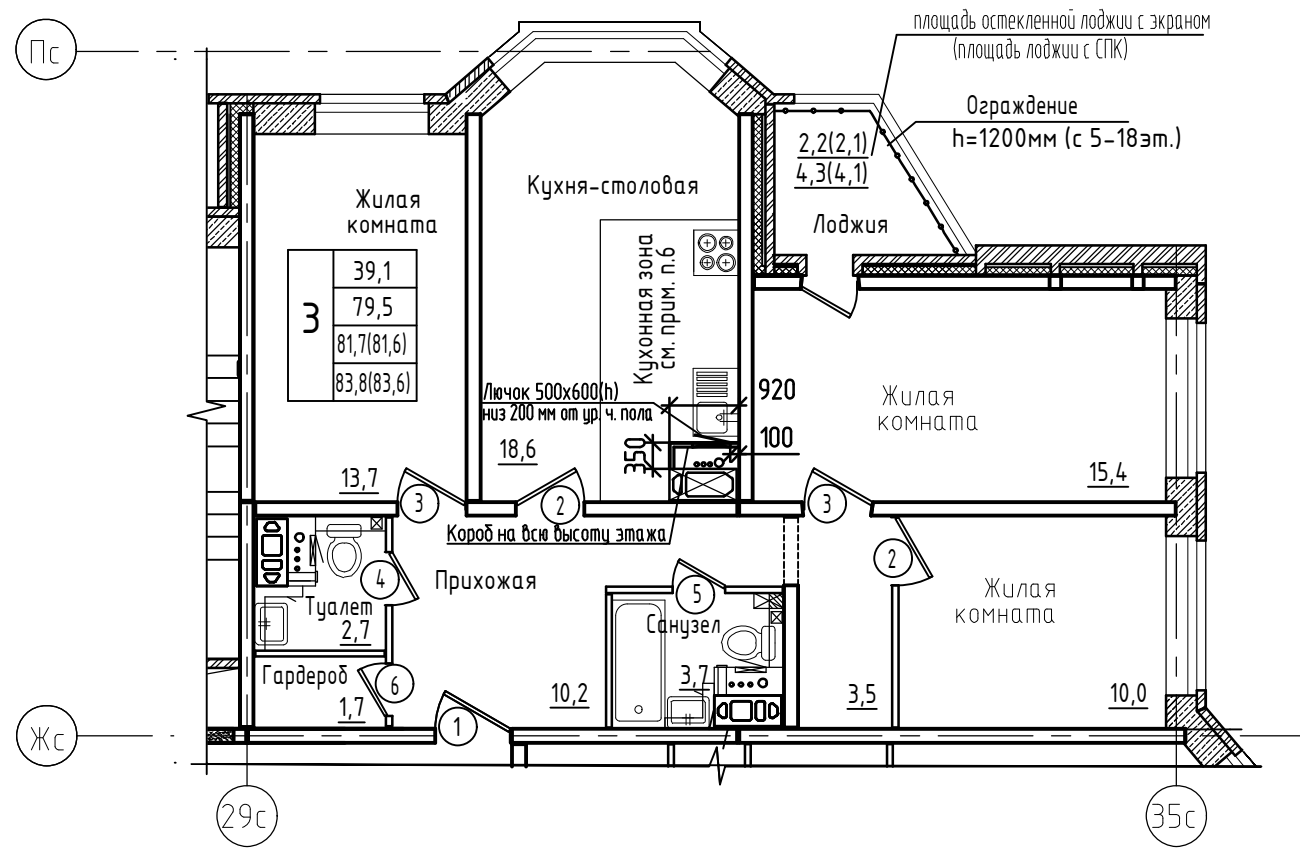 площадь остекленной лоджии с экраном
(площадь лоджии с СПК)
Пс
Ограждение
h=1200мм (с 5-18эт.)
2,2(2,1)
4,3(4,1)
Лоджия
Жилая
комната
Кухня-столовая
3
39,1
79,5
81,7(81,6)
83,8(83,6)
Кухонная зона
см. прим. п.6
Лючок 500х600(h)
низ 200 мм от ур. ч. пола
920
100
350
Жилая
комната
13,7
18,6
15,4
3
2
3
Короб на всю высоту этажа
2
Прихожая
4
5
Жилая
комната
Туалет
2,7
Санузел
Гардероб
6
3,7
1,7
10,2
3,5
10,0
1
Жс
29с
35с